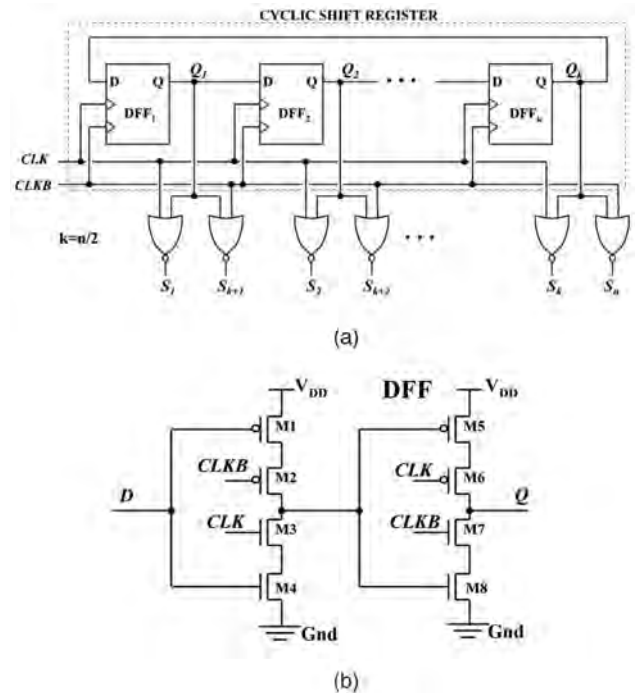 CYCLIC SHIFT REGISTER
D Q Q1 D Q Q2 • • • D Q Qk
DFF1 DFF2 DFFk
CLK
CLKB
k=n/2 • • •
S1 Sk+1 S2 Sk+2 Sk Sn
(a)
VDD DFF VDD
M1 M5
CLKB M2 CLK M6
D Q
CLK M3 CLKB M7
M4 M8
Gnd Gnd
(b)